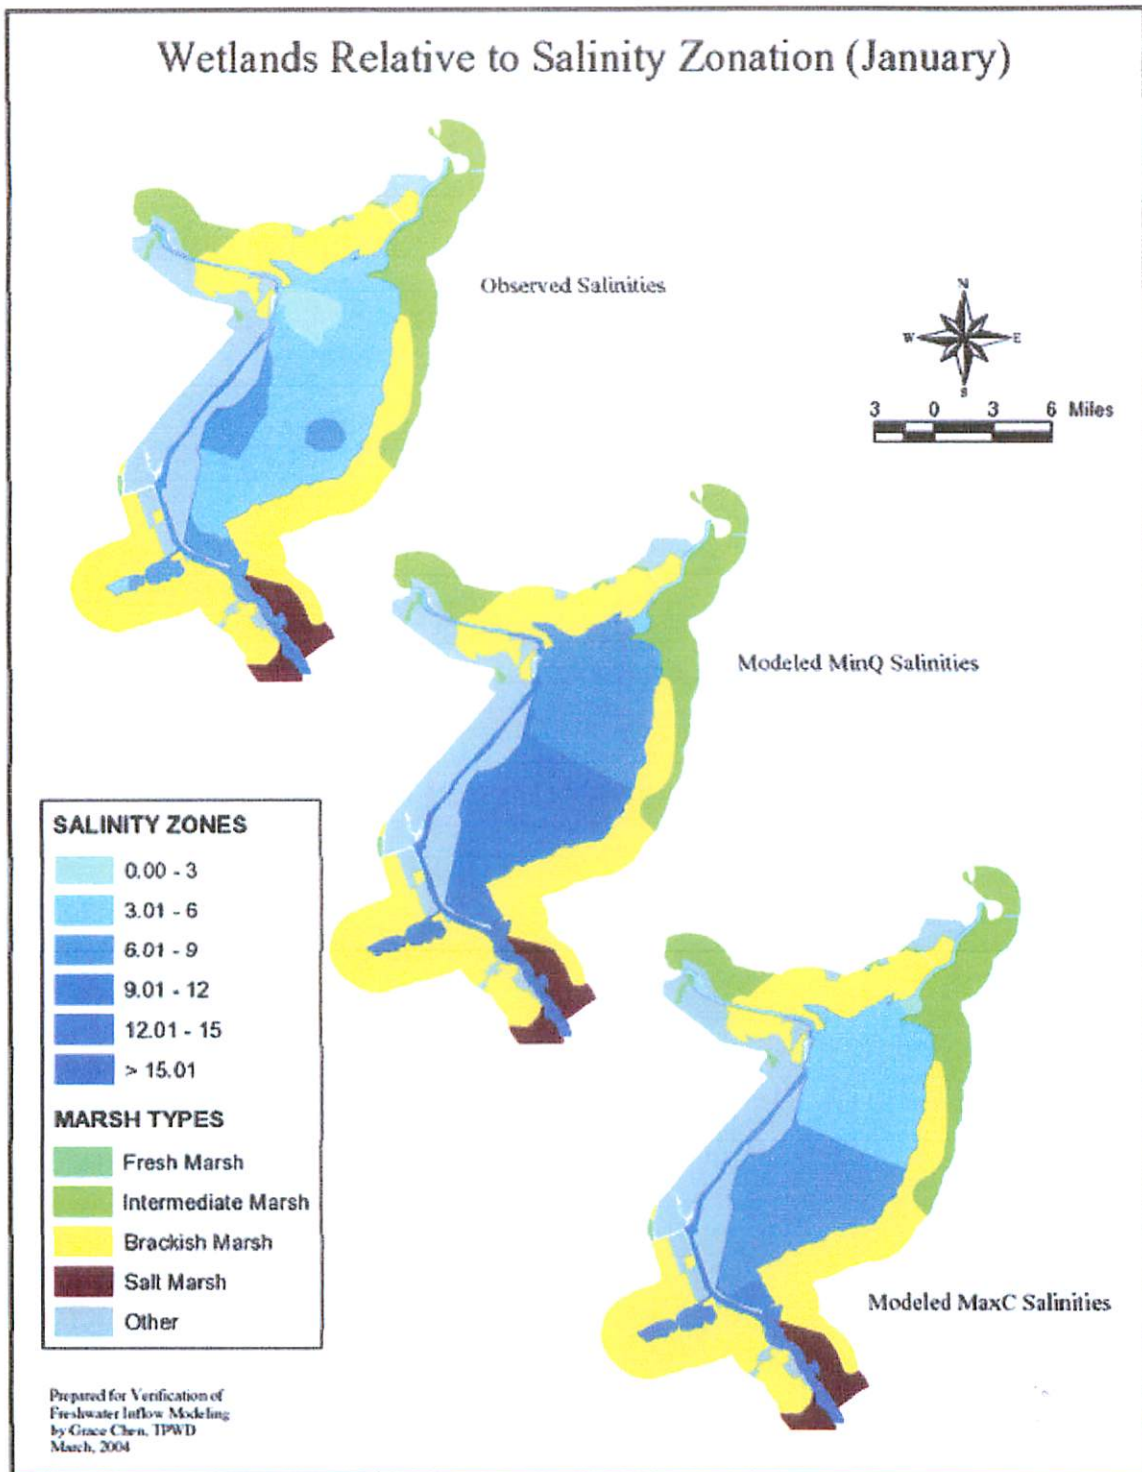 Wetlands Relative to Salinity Zonation (January)
Observed Salinities
N
W
E
S
3 0 3 6 Miles
Modeled MinQ Salinities
SALINITY ZONES
0.00 - 3
3.01 - 6
6.01 - 9
9.01 - 12
12.01 - 15
> 15.01
MARSH TYPES
Fresh Marsh
Intermediate Marsh
Brackish Marsh
Salt Marsh
Other
Modeled MaxC Salinities
Prepared for Verification of
Freshwater Inflow Modeling
by Grace Chen, TPWD
March, 2004